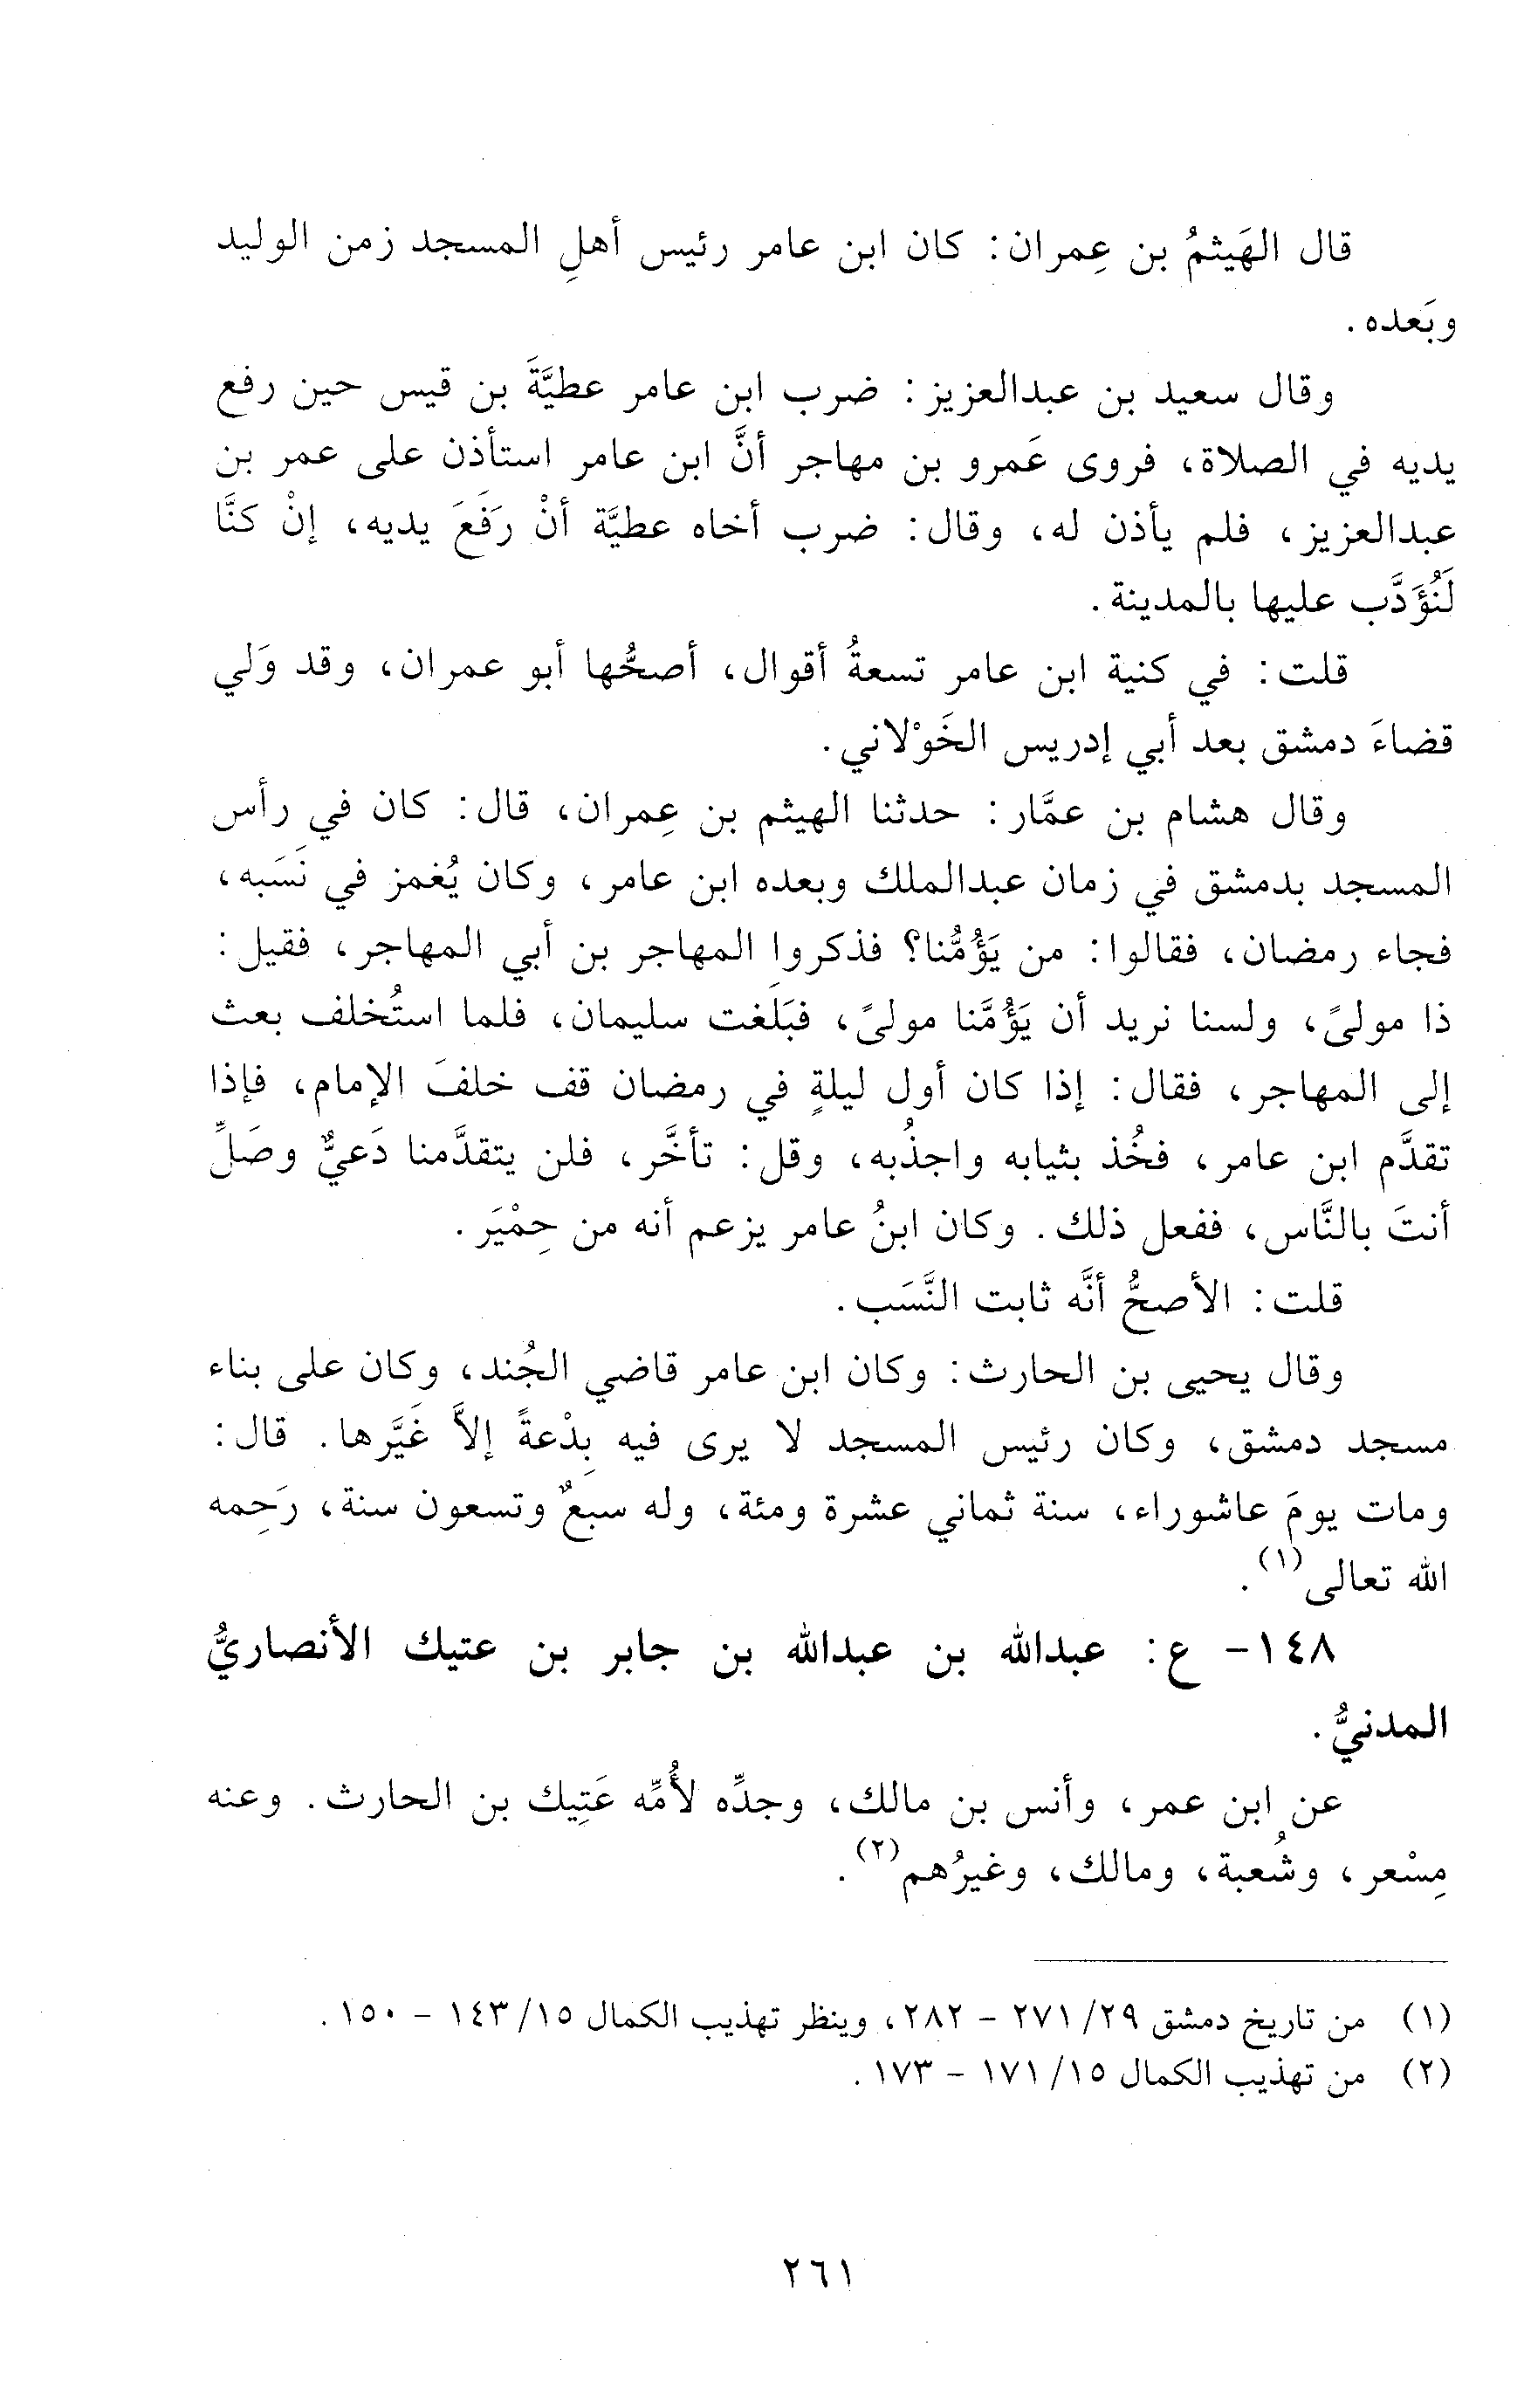 قال الهَيثمُ بن عِمران: كان ابن عامر رئيس أهلِ المسجد زمن الوليد
وبَعده.
وقال سعيد بن عبدالعزيز: ضرب ابن عامر عطيَّةَ بن قيس حين رفع
يديه في الصلاة، فروى عَمرو بن مهاجر أنَّ ابن عامر استأذن على عمر بن
عبدالعزيز، فلم يأذن له، وقال: ضرب أخاه عطيَّة أنْ رَفَعَ يديه، إنْ كنَّا
لَنُؤَدَّب عليها بالمدينة.
قلت: في كنية ابن عامر تسعةُ أقوال، أصحُّها أبو عمران، وقد وَلي
قضاءَ دمشق بعد أبي إدريس الخَوْلاني.
وقال هشام بن عمَّار: حدثنا الهيثم بن عِمران، قال: كان في رأس
المسجد بدمشق في زمان عبدالملك وبعده ابن عامر، وكان يُغمز في نَسَبه،
فجاء رمضان، فقالوا: من يَؤُمُّنا؟ فذكروا المهاجر بن أبي المهاجر، فقيل:
ذا مولىً، ولسنا نريد أن يَؤُمَّنا مولىً، فبَلَغت سليمان، فلما استُخلف بعث
إلى المهاجر، فقال: إذا كان أول ليلةٍ في رمضان قف خلفَ الإمام، فإذا
تقدَّم ابن عامر، فخُذ بثيابه واجذُبه، وقل: تأخَّر، فلن يتقدَّمنا دَعيٌّ وصَلِّ
أنتَ بالنَّاس، ففعل ذلك. وكان ابنُ عامر يزعم أنه من حِمْيَر.
قلت: الأصحُّ أنَّه ثابت النَّسَب.
وقال يحيى بن الحارث: وكان ابن عامر قاضي الجُند، وكان على بناء
مسجد دمشق، وكان رئيس المسجد لا يرى فيه بِدْعةً إلاَّ غَيَّرها. قال:
ومات يومَ عاشوراء، سنة ثماني عشرة ومئة، وله سبعٌ وتسعون سنة، رَحِمه
الله تعالى(١).
١٤٨- ع: عبدالله بن عبدالله بن جابر بن عتيك الأنصاريُّ
المدنيُّ.
عن ابن عمر، وأنس بن مالك، وجدِّه لأُمِّه عَتِيك بن الحارث. وعنه
مِسْعر، وشُعبة، ومالك، وغيرُهم(٢).
(١) من تاريخ دمشق ٢٩/ ٢٧١ - ٢٨٢، وينظر تهذيب الكمال ١٥/ ١٤٣ - ١٥٠.
(٢) من تهذيب الكمال ١٥/ ١٧١ - ١٧٣.
٢٦١